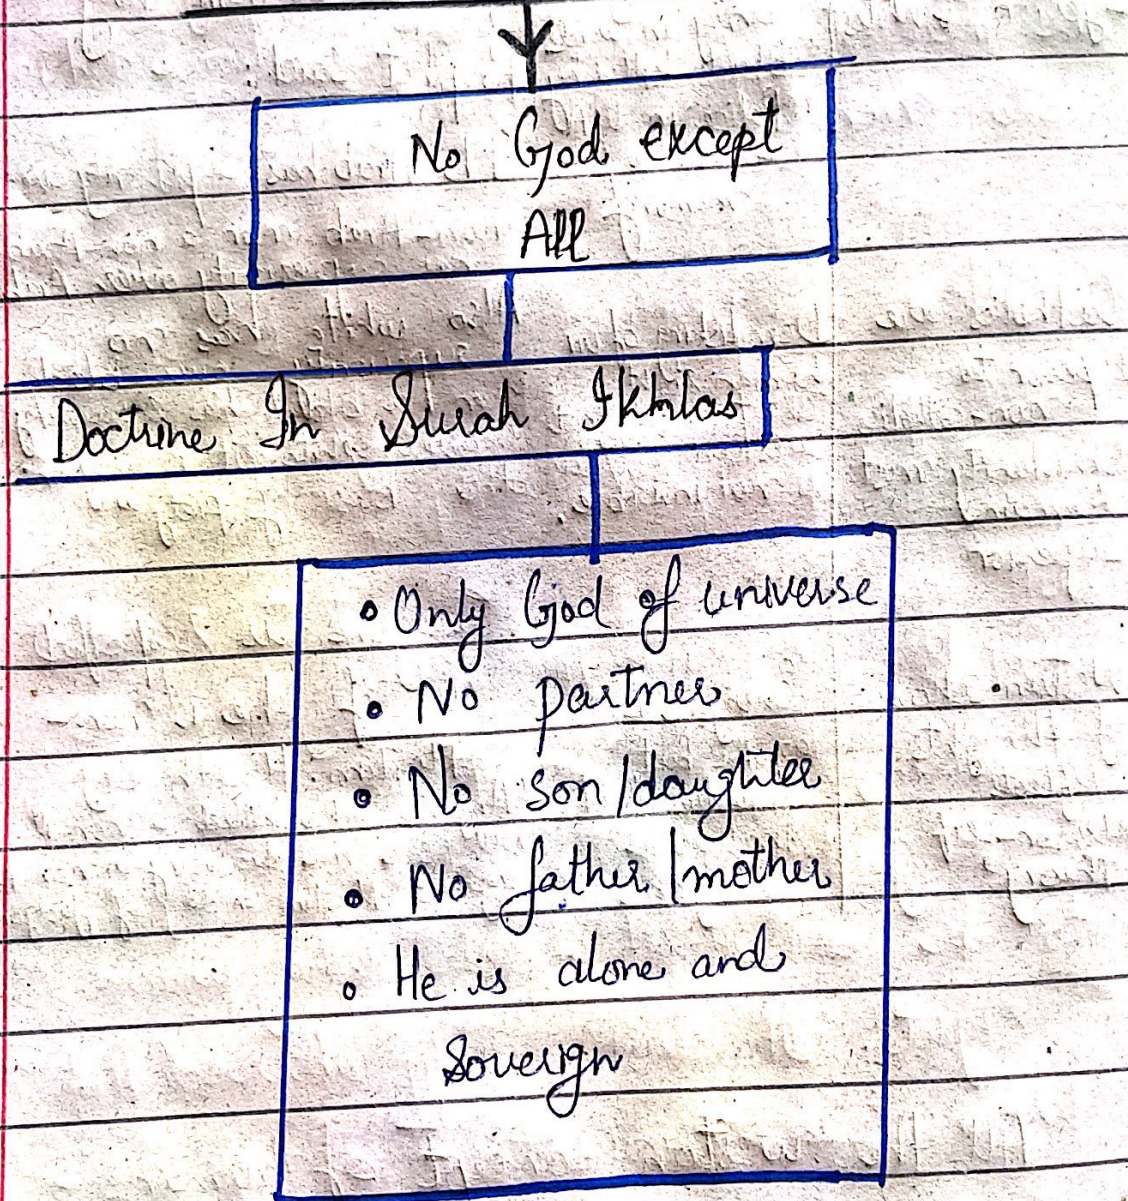 No God except
All
Doctrine In Surah Ikhlas
• Only God of universe
• No partner
• No son/daughter
• No father/mother
• He is alone and
Soverign